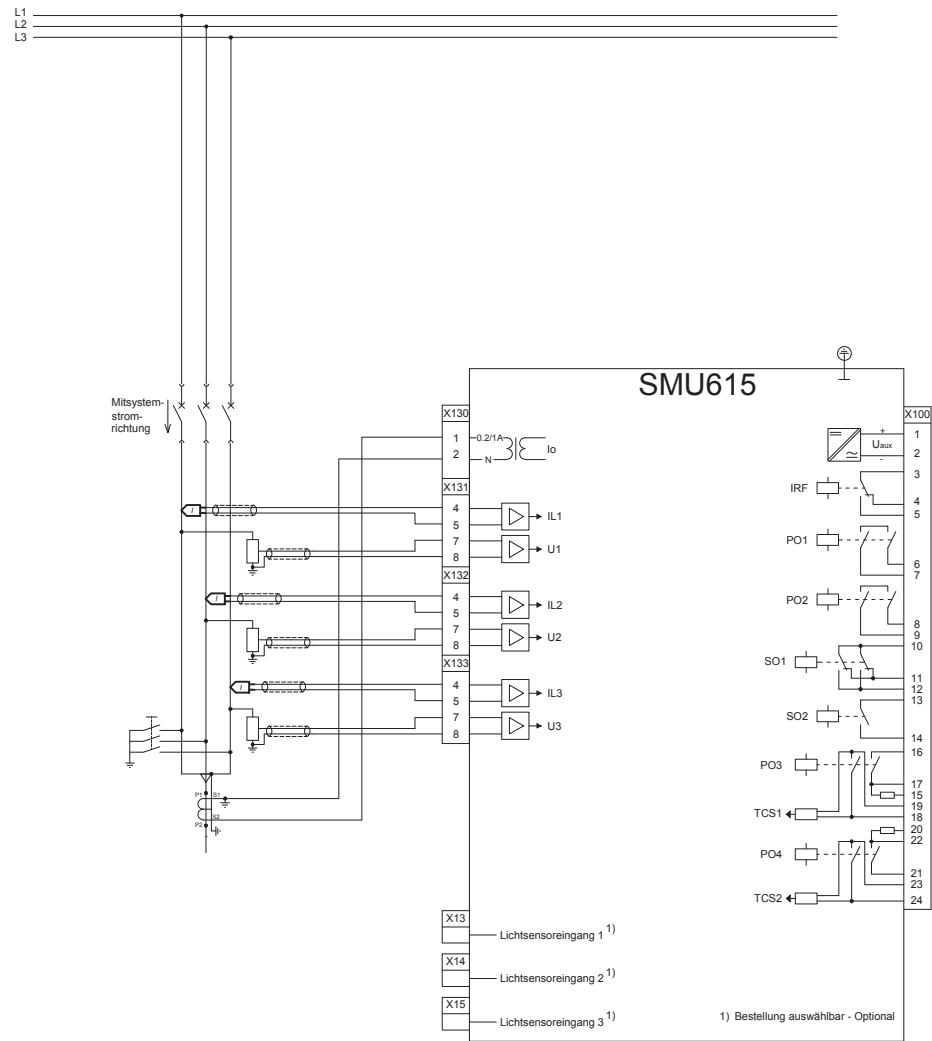 L1
L2
L3
Mitsystem-
strom-
richtung
SMU615
X130
1
2
0.2/1A
N
Io
X131
4
5
7
8
IL1
U1
X132
4
5
7
8
IL2
U2
X133
4
5
7
8
IL3
U3
I
I
I
P1
S1
S2
P2
X13
Lichtsensoreingang 1 1)
X14
Lichtsensoreingang 2 1)
X15
Lichtsensoreingang 3 1)
X100
+
Uaux
-
1
2
3
IRF
4
5
PO1
6
7
PO2
8
9
10
SO1
11
12
13
SO2
14
16
PO3
17
15
19
TCS1
18
20
22
PO4
21
23
TCS2
24
1) Bestellung auswählbar - Optional